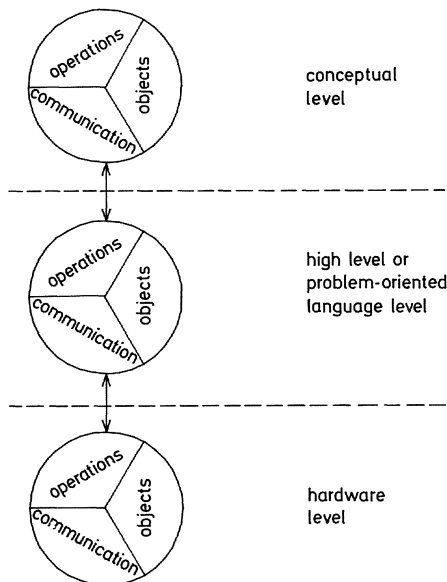 operations
objects
communication
conceptual
level
operations
objects
communication
high level or
problem-oriented
language level
operations
objects
communication
hardware
level